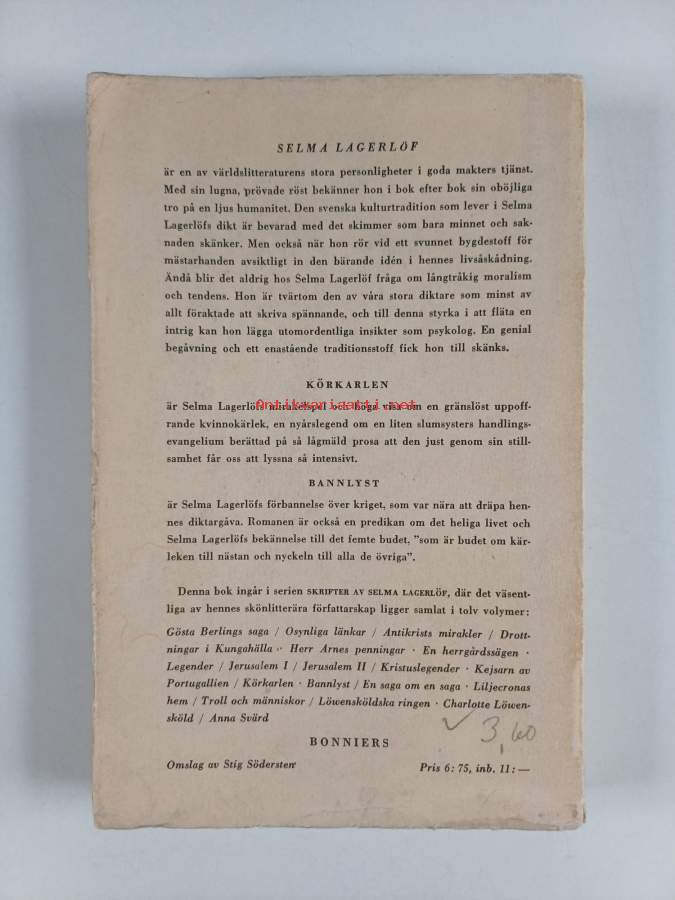 SELMA LAGERLÖF
är en av världslitteraturens stora personligheter i goda makters tjänst.
Med sin lugna, prövade röst bekänner hon i bok efter bok sin oböjliga
tro på en ljus humanitet. Den svenska kulturtradition som lever i Selma
Lagerlöfs dikt är bevarad med det skimmer som bara minnet och sak-
naden skänker. Men också när hon rör vid ett svunnet bygdestoff för
mästarhanden avsiktligt in den bärande idén i hennes livsåskådning.
Ändå blir det aldrig hos Selma Lagerlöf fråga om långtråkig moralism
och tendens. Hon är tvärtom den av våra stora diktare som minst av
allt föraktade att skriva spännande, och till denna styrka i att fläta en
intrig kan hon lägga utomordentliga insikter som psykolog. En genial
begåvning och ett enastående traditionsstoff fick hon till skänks.
KÖRKARLEN
är Selma Lagerlöfs mirakelspel och höga visa om en gränslöst uppoff-
Antikvariaatti.net
rande kvinnokärlek, en nyårslegend om en liten slumsysters handlings-
evangelium berättad på så lågmäld prosa att den just genom sin still-
samhet får oss att lyssna så intensivt.
BANNLYST
är Selma Lagerlöfs förbannelse över kriget, som var nära att dräpa hen-
nes diktargåva. Romanen är också en predikan om det heliga livet och
Selma Lagerlöfs bekännelse till det femte budet, ”som är budet om kär-
leken till nästan och nyckeln till alla de övriga”.
Denna bok ingår i serien SKRIFTER AV SELMA LAGERLÖF, där det väsent-
liga av hennes skönlitterära författarskap ligger samlat i tolv volymer:
Gösta Berlings saga / Osynliga länkar / Antikrists mirakler / Drott-
ningar i Kungahälla · Herr Arnes penningar · En herrgårdssägen ·
Legender / Jerusalem I / Jerusalem II / Kristuslegender · Kejsarn av
Portugallien / Körkarlen · Bannlyst / En saga om en saga · Liljecronas
hem / Troll och människor / Löwensköldska ringen · Charlotte Löwen-
sköld / Anna Svärd
3,60
BONNIERS
Omslag av Stig Södersten
Pris 6:75, inb. 11:—